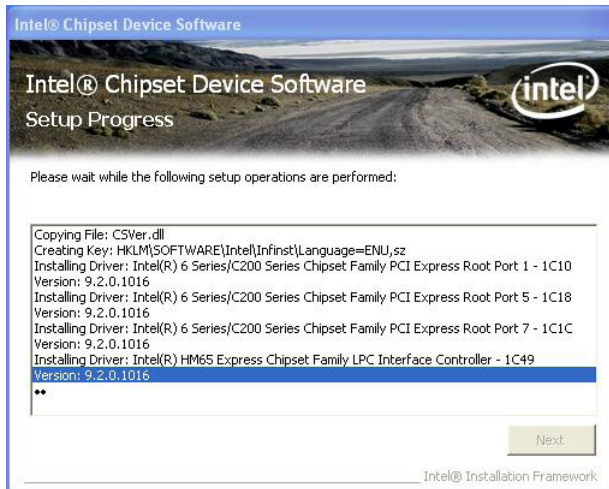 Intel® Chipset Device Software
Intel® Chipset Device Software
intel
Setup Progress
Please wait while the following setup operations are performed:
Copying File: CSVer.dll
Creating Key: HKLM\SOFTWARE\Intel\Infinst\Language=ENU,sz
Installing Driver: Intel(R) 6 Series/C200 Series Chipset Family PCI Express Root Port 1 - 1C10
Version: 9.2.0.1016
Installing Driver: Intel(R) 6 Series/C200 Series Chipset Family PCI Express Root Port 5 - 1C18
Version: 9.2.0.1016
Installing Driver: Intel(R) 6 Series/C200 Series Chipset Family PCI Express Root Port 7 - 1C1C
Version: 9.2.0.1016
Installing Driver: Intel(R) HM65 Express Chipset Family LPC Interface Controller - 1C49
Version: 9.2.0.1016
••
Next
Intel® Installation Framework